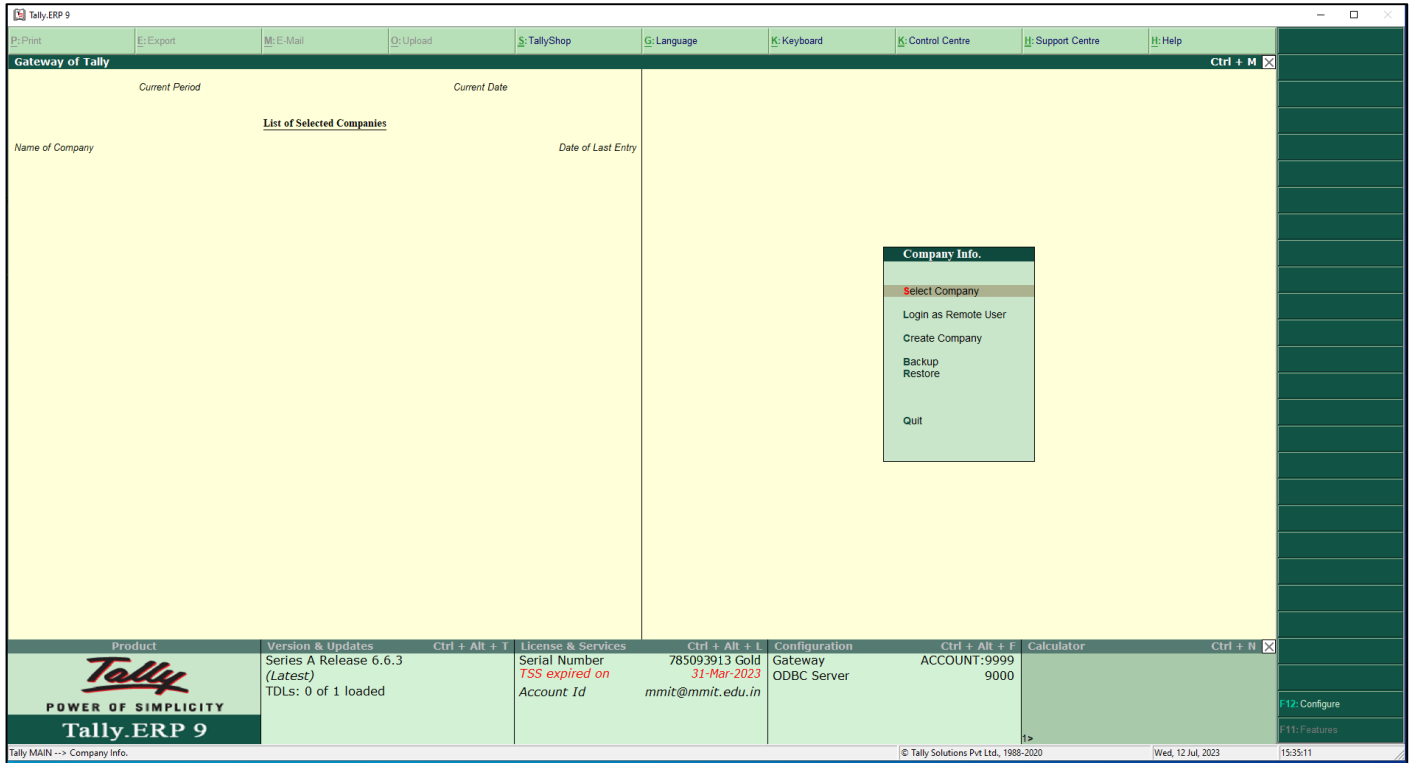 Tally.ERP 9
P: Print E: Export M: E-Mail O: Upload S: TallyShop G: Language K: Keyboard K: Control Centre H: Support Centre H: Help
Gateway of Tally Ctrl + M
Current Period Current Date
List of Selected Companies
Name of Company Date of Last Entry
Company Info.
Select Company
Login as Remote User
Create Company
Backup
Restore
Quit
Product Version & Updates Ctrl + Alt + T License & Services Ctrl + Alt + L Configuration Ctrl + Alt + F Calculator Ctrl + N
Tally
POWER OF SIMPLICITY
Tally.ERP 9
Series A Release 6.6.3
(Latest)
TDLs: 0 of 1 loaded
Serial Number 785093913 Gold
TSS expired on 31-Mar-2023
Account Id mmit@mmit.edu.in
Gateway ACCOUNT:9999
ODBC Server 9000
1>
F12: Configure
F11: Features
Tally MAIN --> Company Info. © Tally Solutions Pvt Ltd., 1988-2020 Wed, 12 Jul, 2023 15:35:11